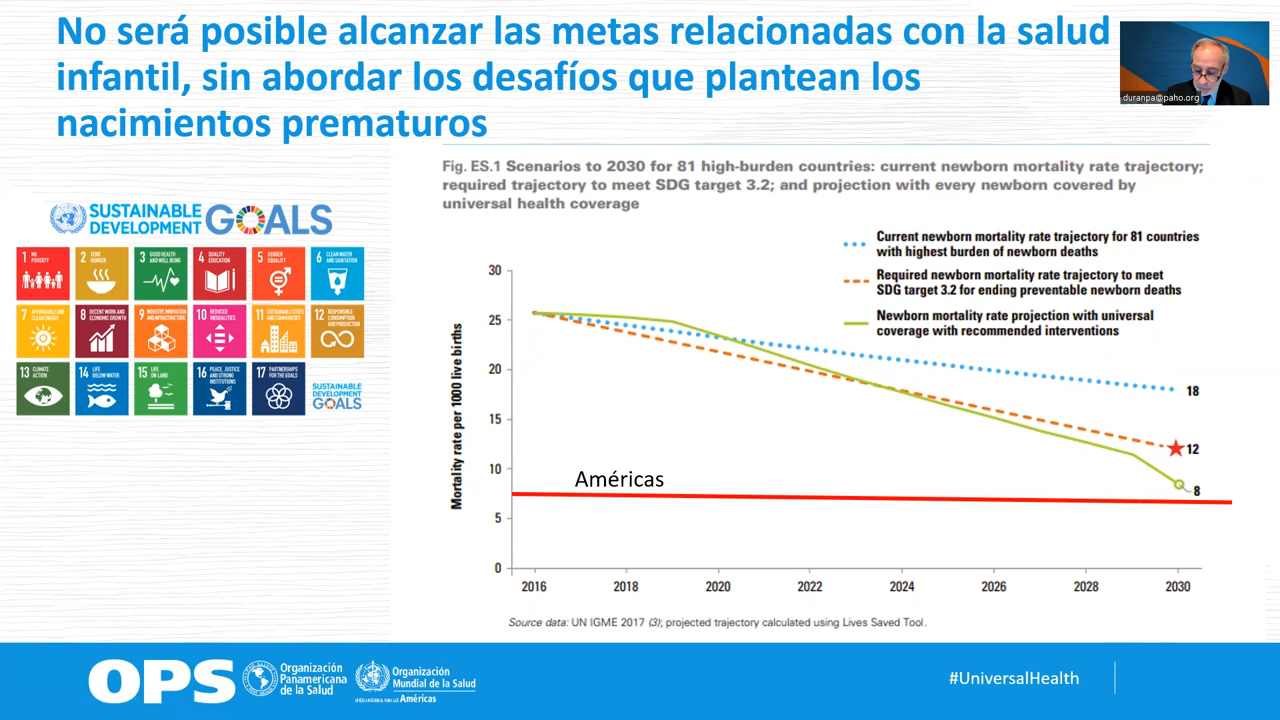 No será posible alcanzar las metas relacionadas con la salud
infantil, sin abordar los desafíos que plantean los
nacimientos prematuros
duranpa@paho.org
Fig. ES.1 Scenarios to 2030 for 81 high-burden countries: current newborn mortality rate trajectory;
required trajectory to meet SDG target 3.2; and projection with every newborn covered by
universal health coverage
SUSTAINABLE
DEVELOPMENT
GOALS
1 NO
POVERTY
2 ZERO
HUNGER
3 GOOD HEALTH
AND WELL-BEING
4 QUALITY
EDUCATION
5 GENDER
EQUALITY
6 CLEAN WATER
AND SANITATION
7 AFFORDABLE AND
CLEAN ENERGY
8 DECENT WORK AND
ECONOMIC GROWTH
9 INDUSTRY, INNOVATION
AND INFRASTRUCTURE
10 REDUCED
INEQUALITIES
11 SUSTAINABLE CITIES
AND COMMUNITIES
12 RESPONSIBLE
CONSUMPTION
AND PRODUCTION
13 CLIMATE
ACTION
14 LIFE
BELOW WATER
15 LIFE
ON LAND
16 PEACE, JUSTICE
AND STRONG
INSTITUTIONS
17 PARTNERSHIPS
FOR THE GOALS
SUSTAINABLE
DEVELOPMENT
GOALS
Current newborn mortality rate trajectory for 81 countries
with highest burden of newborn deaths
Required newborn mortality rate trajectory to meet
SDG target 3.2 for ending preventable newborn deaths
Newborn mortality rate projection with universal
coverage with recommended interventions
Mortality rate per 1000 live births
30
25
20
15
10
5
0
18
12
8
Américas
2016 2018 2020 2022 2024 2026 2028 2030
Source data: UN IGME 2017 (3); projected trajectory calculated using Lives Saved Tool.
OPS
Organización
Panamericana
de la Salud
Organización
Mundial de la Salud
Américas
#UniversalHealth